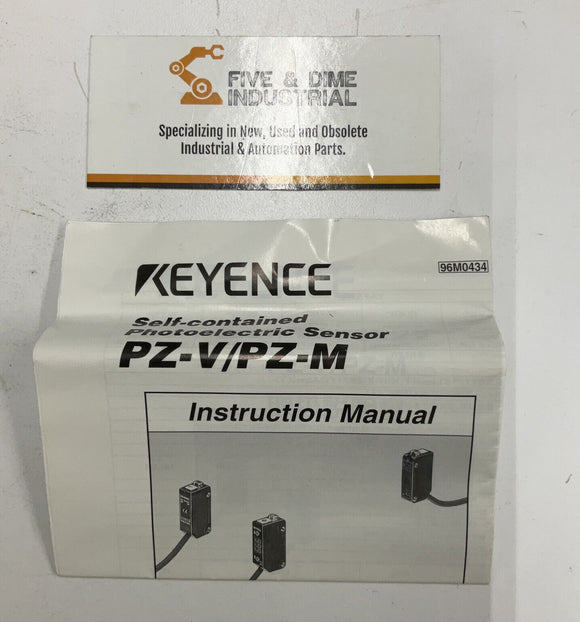 FIVE & DIME
INDUSTRIAL
Specializing in New, Used and Obsolete
Industrial & Automation Parts.
KEYENCE
96M0434
Self-contained
Photoelectric Sensor
PZ-V/PZ-M
Instruction Manual